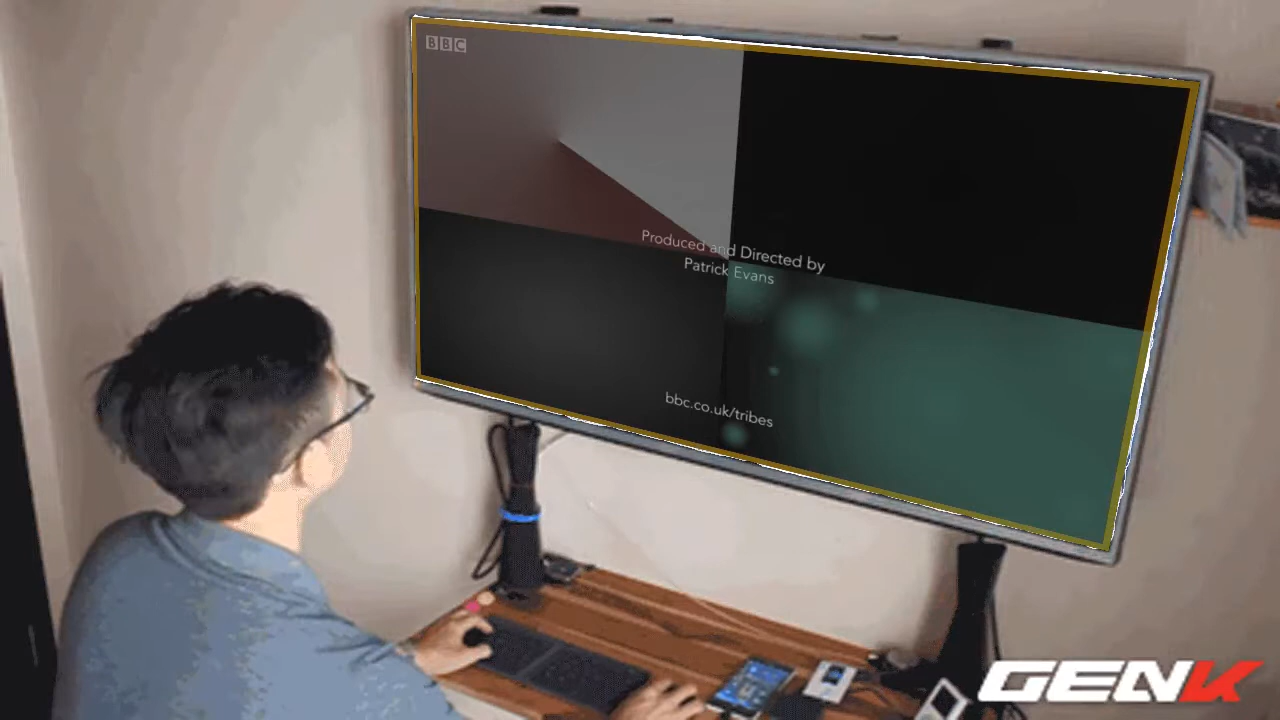 BBC
Produced and Directed by
Patrick Evans
bbc.co.uk/tribes
GENK